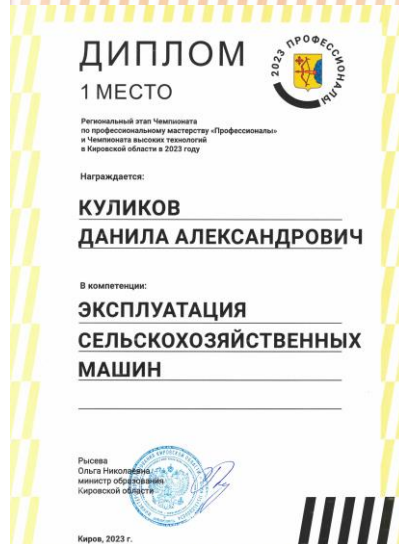 ДИПЛОМ
2023 ПРОФЕССИОНАЛЫ
1 МЕСТО
Региональный этап Чемпионата
по профессиональному мастерству «Профессионалы»
и Чемпионата высоких технологий
в Кировской области в 2023 году
Награждается:
КУЛИКОВ
ДАНИЛА АЛЕКСАНДРОВИЧ
В компетенции:
ЭКСПЛУАТАЦИЯ
СЕЛЬСКОХОЗЯЙСТВЕННЫХ
МАШИН
Рысева
Ольга Николаевна
министр образования
Кировской области
Киров, 2023 г.